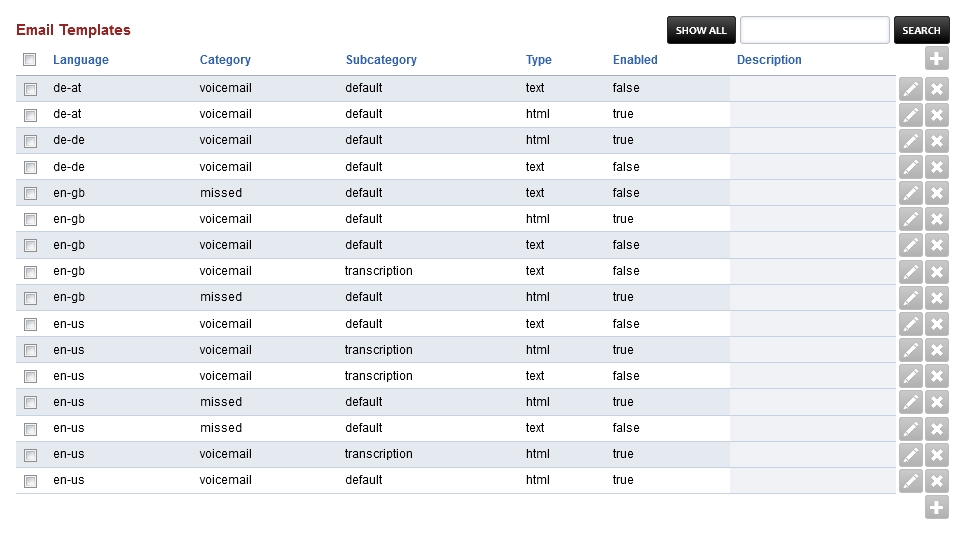 Email Templates SHOW ALL SEARCH
Language Category Subcategory Type Enabled Description
de-at voicemail default text false
de-at voicemail default html true
de-de voicemail default html true
de-de voicemail default text false
en-gb missed default text false
en-gb voicemail default html true
en-gb voicemail default text false
en-gb voicemail transcription text false
en-gb missed default html true
en-us voicemail default text false
en-us voicemail transcription html true
en-us voicemail transcription text false
en-us missed default html true
en-us missed default text false
en-us voicemail transcription html true
en-us voicemail default html true